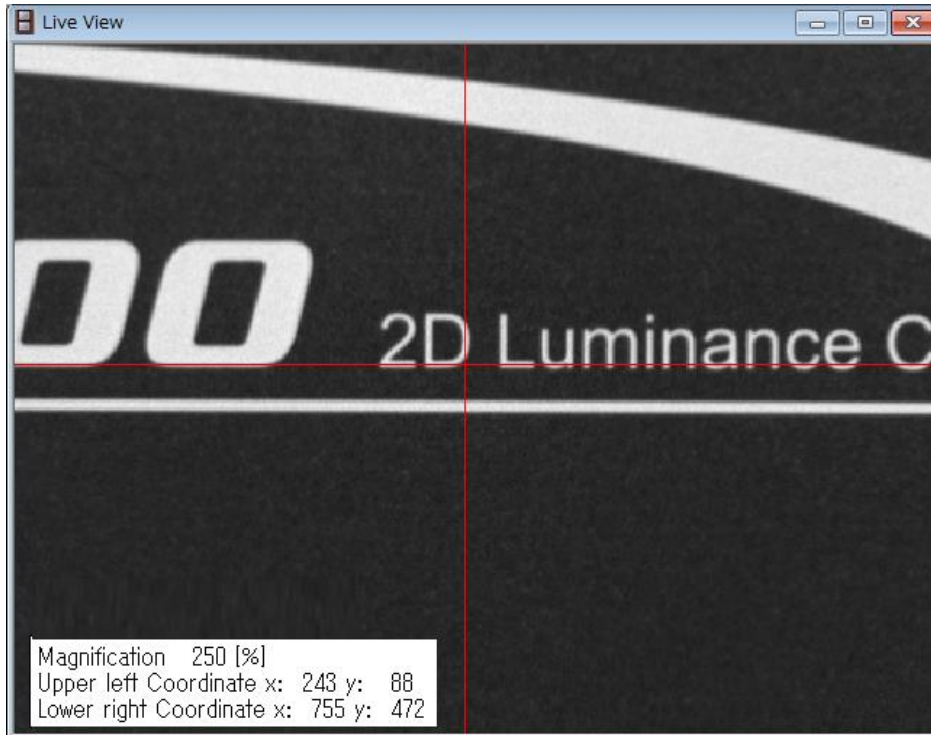 Live View
00
2D Luminance C
Magnification 250 [%]
Upper left Coordinate x: 243 y: 88
Lower right Coordinate x: 755 y: 472